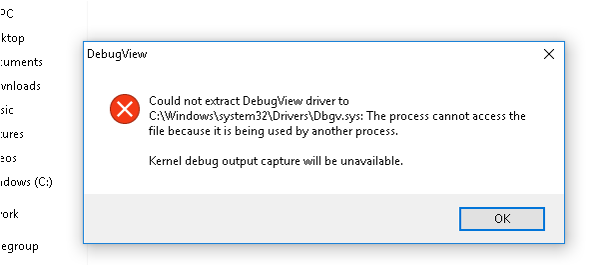 PC
ktop
uments
wnloads
sic
tures
eos
ndows (C:)
ork
egroup
DebugView
Could not extract DebugView driver to
C:\Windows\system32\Drivers\Dbgv.sys: The process cannot access the
file because it is being used by another process.
Kernel debug output capture will be unavailable.
OK